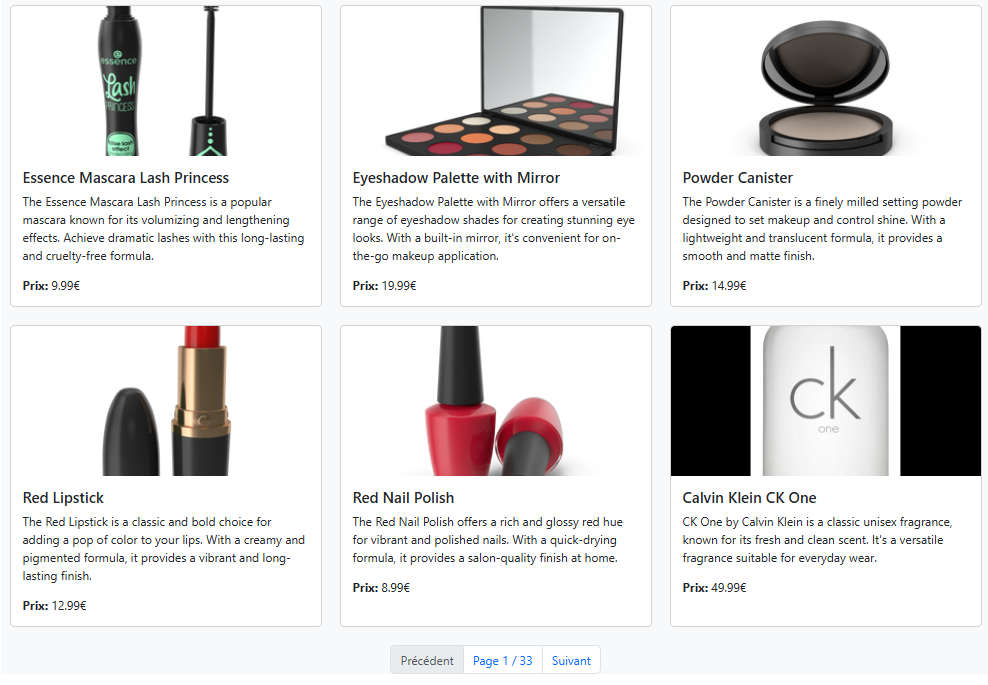 essence
Lash
PRINCESS
false lash
effect
Essence Mascara Lash Princess
The Essence Mascara Lash Princess is a popular
mascara known for its volumizing and lengthening
effects. Achieve dramatic lashes with this long-lasting
and cruelty-free formula.
Prix: 9.99€
Eyeshadow Palette with Mirror
The Eyeshadow Palette with Mirror offers a versatile
range of eyeshadow shades for creating stunning eye
looks. With a built-in mirror, it's convenient for on-
the-go makeup application.
Prix: 19.99€
Powder Canister
The Powder Canister is a finely milled setting powder
designed to set makeup and control shine. With a
lightweight and translucent formula, it provides a
smooth and matte finish.
Prix: 14.99€
Red Lipstick
The Red Lipstick is a classic and bold choice for
adding a pop of color to your lips. With a creamy and
pigmented formula, it provides a vibrant and long-
lasting finish.
Prix: 12.99€
Red Nail Polish
The Red Nail Polish offers a rich and glossy red hue
for vibrant and polished nails. With a quick-drying
formula, it provides a salon-quality finish at home.
Prix: 8.99€
ck
one
Calvin Klein CK One
CK One by Calvin Klein is a classic unisex fragrance,
known for its fresh and clean scent. It's a versatile
fragrance suitable for everyday wear.
Prix: 49.99€
Précédent Page 1 / 33 Suivant